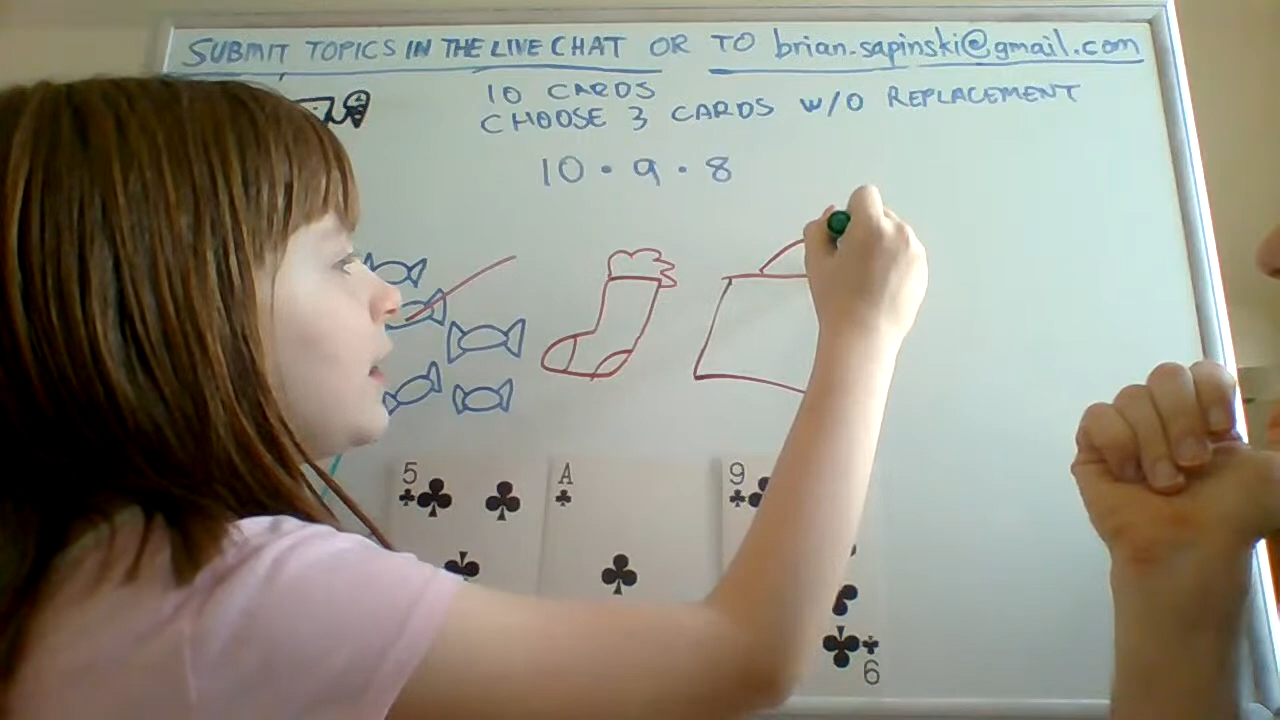 SUBMIT TOPICS IN THE LIVE CHAT OR TO brian.sapinski@gmail.com
10 CARDS
CHOOSE 3 CARDS W/O REPLACEMENT
10 · 9 · 8
5 A 9
9